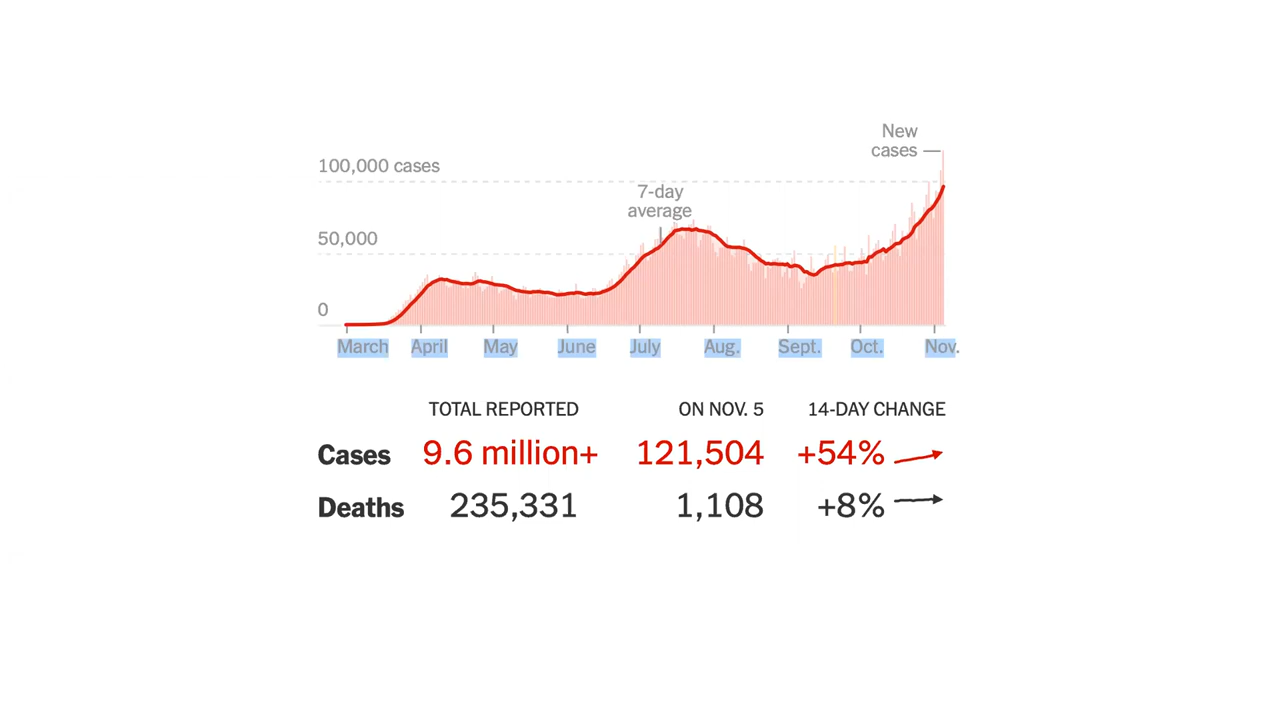 New
cases
100,000 cases
7-day
average
50,000
0
March April May June July Aug. Sept. Oct. Nov.
TOTAL REPORTED ON NOV. 5 14-DAY CHANGE
Cases 9.6 million+ 121,504 +54%
Deaths 235,331 1,108 +8%